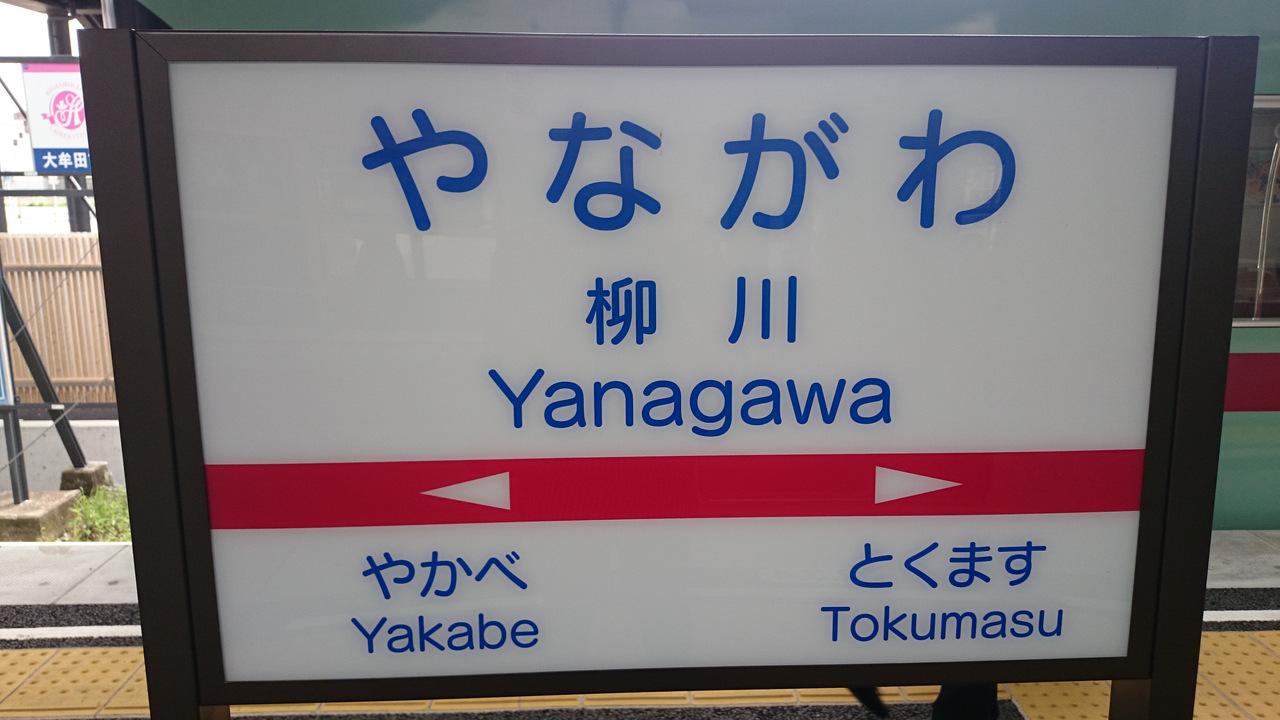 やながわ
柳川
Yanagawa
やかべ
Yakabe
とくます
Tokumasu
大牟田